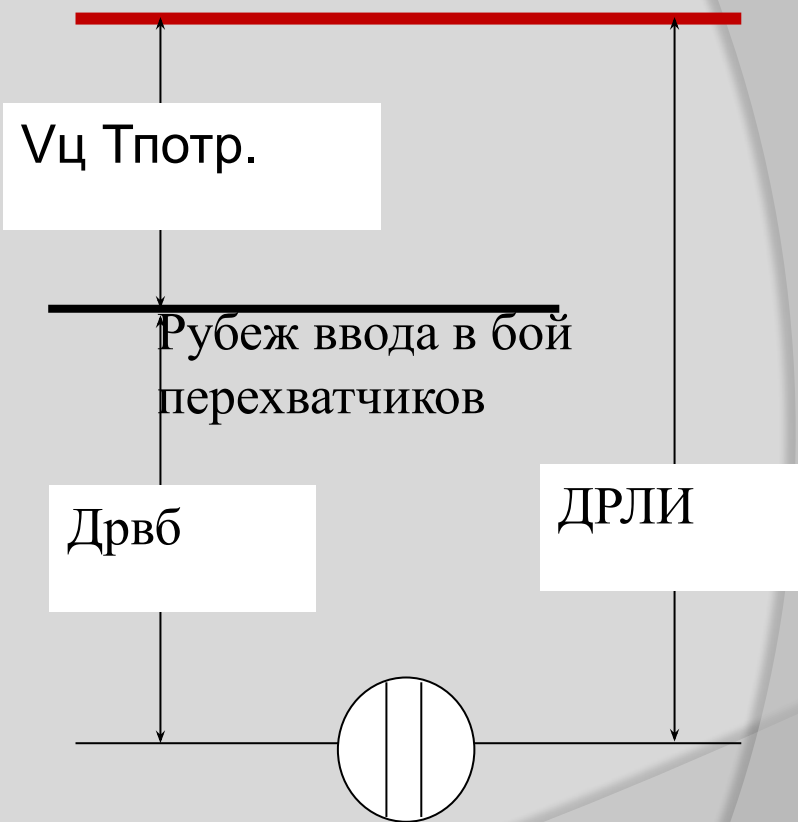 Vц Тпотр.
Рубеж ввода в бой
перехватчиков
ДРЛИ
Дрвб